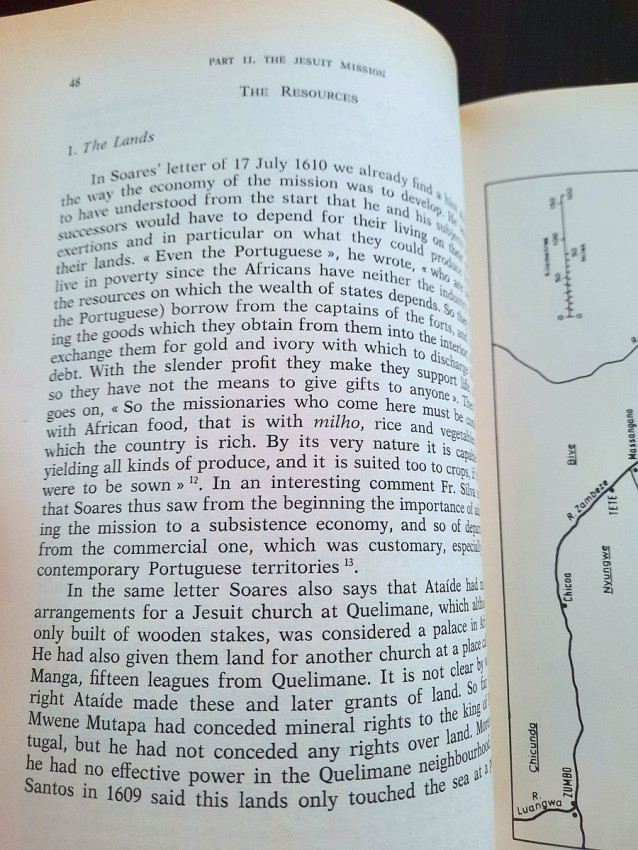 48
PART II. THE JESUIT MISSION
THE RESOURCES
1. The Lands
In Soares' letter of 17 July 1610 we already find a
the way the economy of the mission was to develop. He
to have understood from the start that he and his
successors would have to depend for their living on their
exertions and in particular on what they could produce
their lands. « Even the Portuguese », he wrote, « who are
live in poverty since the Africans have neither the
the resources on which the wealth of states depends. So
the Portuguese) borrow from the captains of the forts, and
ing the goods which they obtain from them into the interior
exchange them for gold and ivory with which to discharge
debt. With the slender profit they make they support
so they have not the means to give gifts to anyone ».
goes on, « So the missionaries who come here must be
with African food, that is with milho, rice and
which the country is rich. By its very nature it is
yielding all kinds of produce, and it is suited too to crops,
were to be sown » 12. In an interesting comment Fr. Silva
that Soares thus saw from the beginning the importance of
ing the mission to a subsistence economy, and so of
from the commercial one, which was customary,
contemporary Portuguese territories 13.
In the same letter Soares also says that Ataíde had
arrangements for a Jesuit church at Quelimane, which
only built of wooden stakes, was considered a palace in
He had also given them land for another church at a place
Manga, fifteen leagues from Quelimane. It is not clear by
right Ataíde made these and later grants of land. So far
Mwene Mutapa had conceded mineral rights to the king of
tugal, but he had not conceded any rights over land.
he had no effective power in the Quelimane neighbourhood
Santos in 1609 said this lands only touched the sea at a
Kilometres
Miles
0
50
100
Bive
Massangano
R. Zambeze
TETE
Nyungwe
Chicoa
Chicunda
ZUMBO
R.
Luangwa